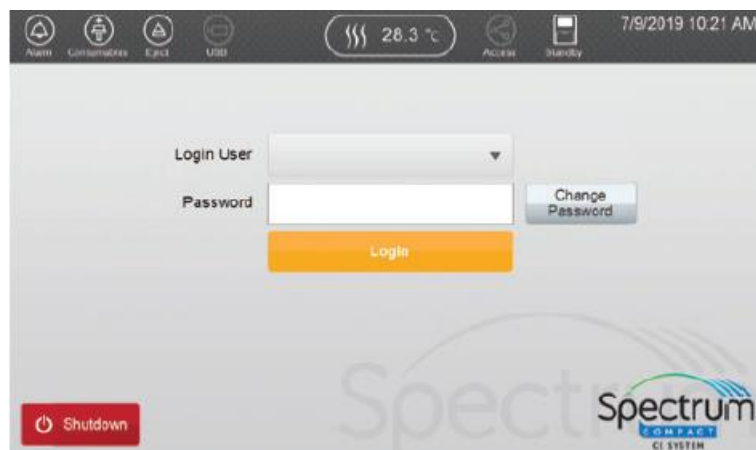 7/9/2019 10:21 AM
28.3 °C
Alarm
Consumables
Eject
USB
Access
Standby
Login User
Password
Change
Password
Login
Shutdown
Spectrum
Spectrum
COMPACT
CE SYSTEM